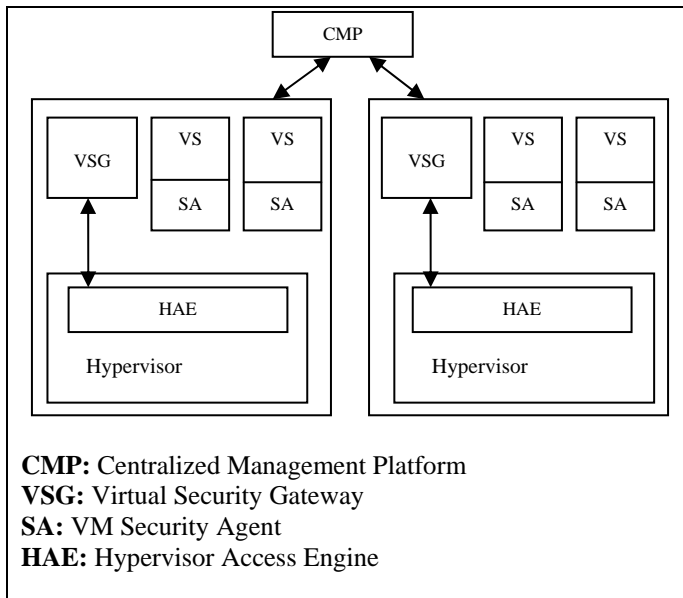 CMP
VSG
VS
VS
SA
SA
HAE
Hypervisor
VSG
VS
VS
SA
SA
HAE
Hypervisor
CMP: Centralized Management Platform
VSG: Virtual Security Gateway
SA: VM Security Agent
HAE: Hypervisor Access Engine